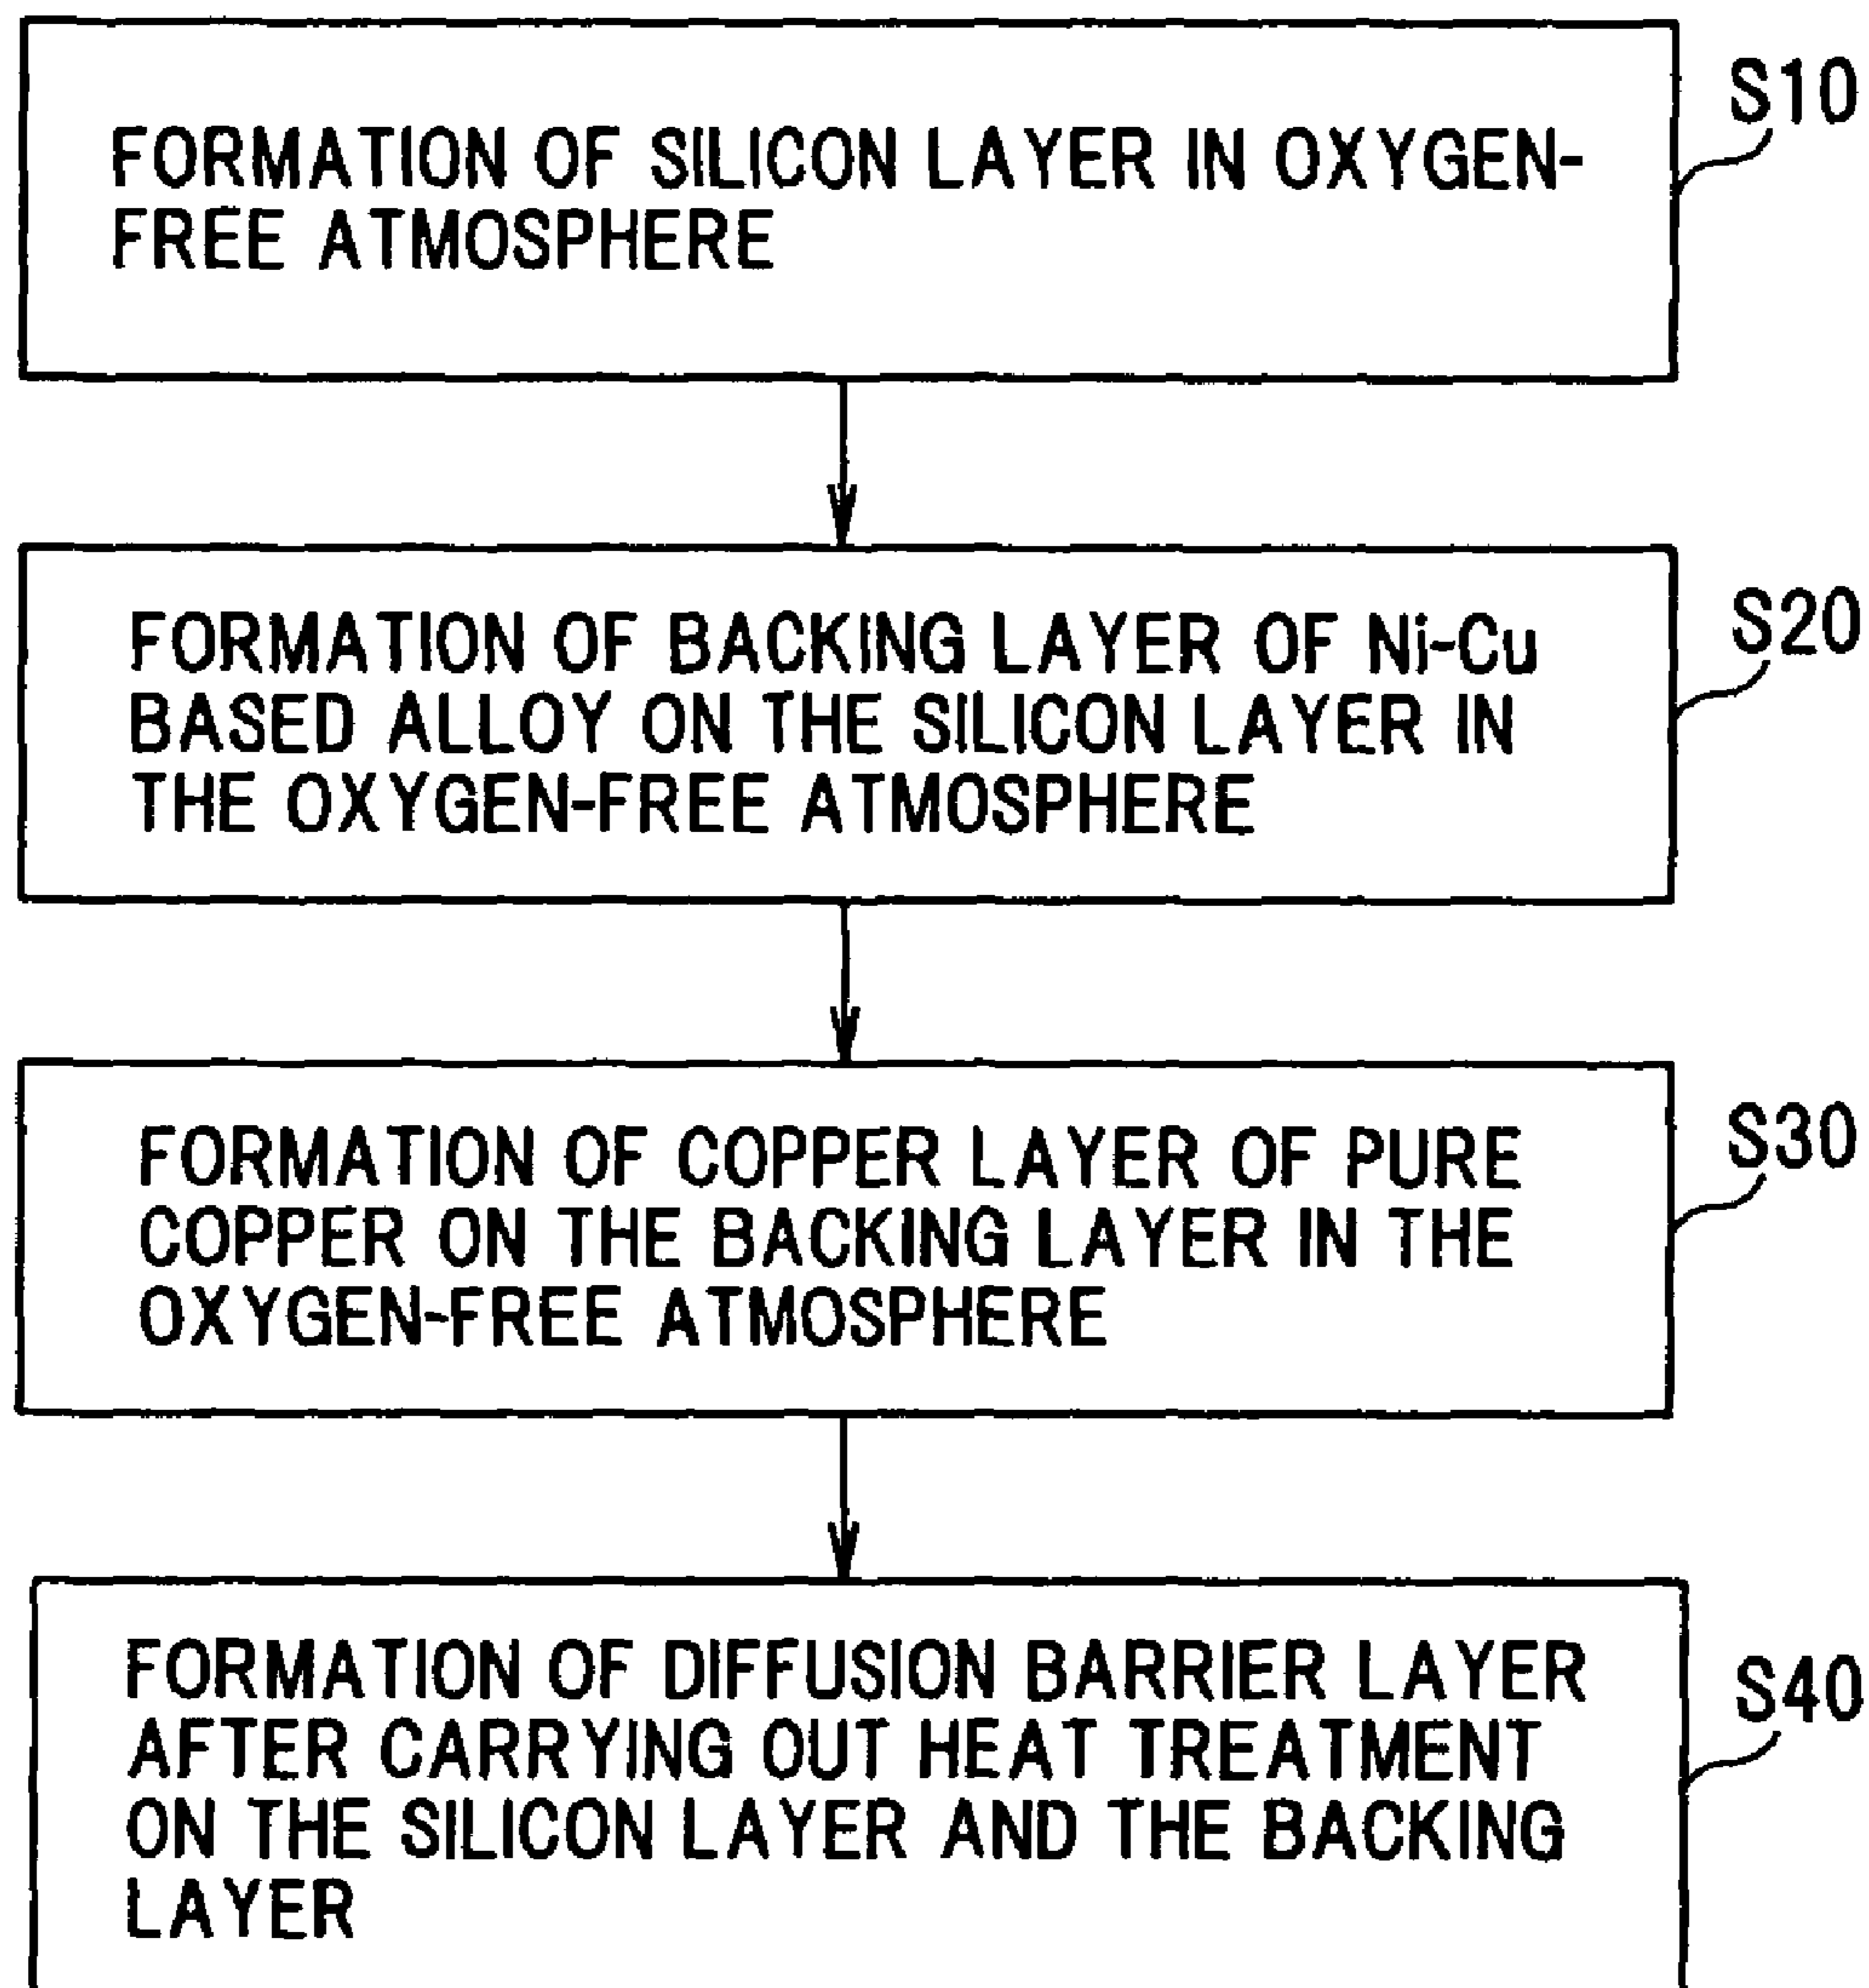 S10
FORMATION OF SILICON LAYER IN OXYGEN-
FREE ATMOSPHERE
S20
FORMATION OF BACKING LAYER OF Ni-Cu
BASED ALLOY ON THE SILICON LAYER IN
THE OXYGEN-FREE ATMOSPHERE
S30
FORMATION OF COPPER LAYER OF PURE
COPPER ON THE BACKING LAYER IN THE
OXYGEN-FREE ATMOSPHERE
S40
FORMATION OF DIFFUSION BARRIER LAYER
AFTER CARRYING OUT HEAT TREATMENT
ON THE SILICON LAYER AND THE BACKING
LAYER